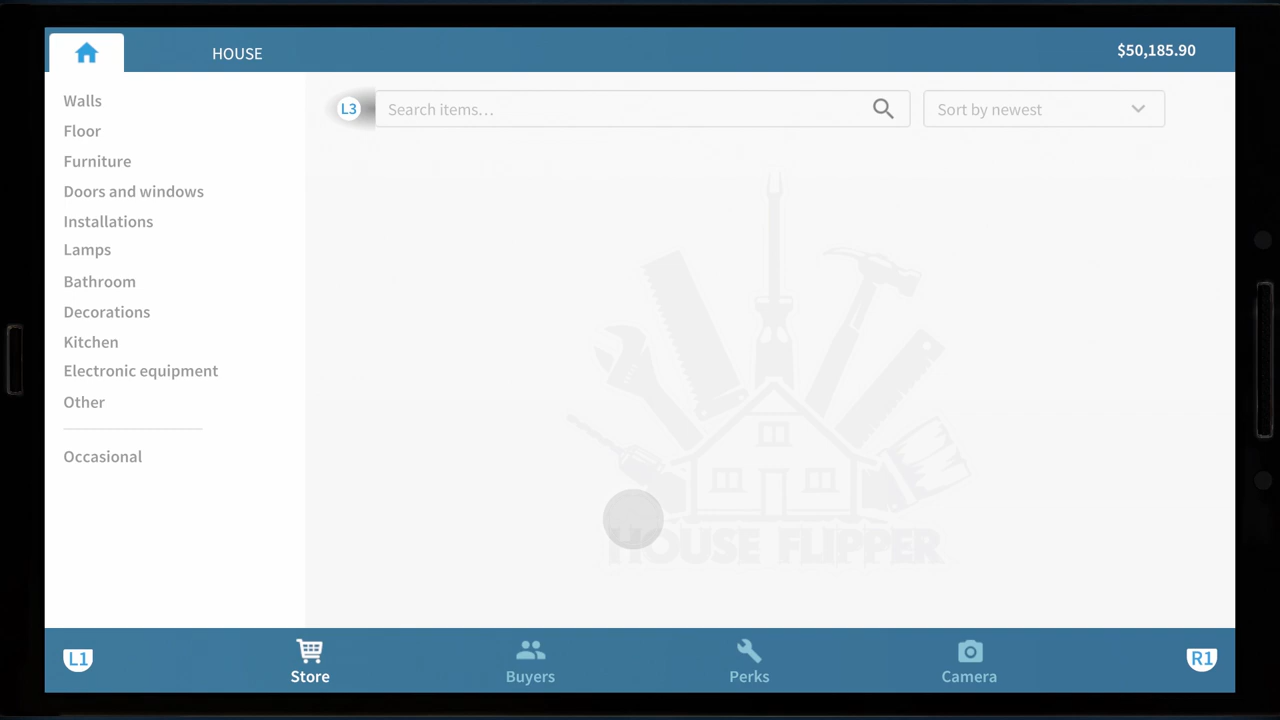 HOUSE
$50,185.90
Walls
Floor
Furniture
Doors and windows
Installations
Lamps
Bathroom
Decorations
Kitchen
Electronic equipment
Other
Occasional
L3
Search items...
Sort by newest
HOUSE FLIPPER
L1
Store
Buyers
Perks
Camera
R1